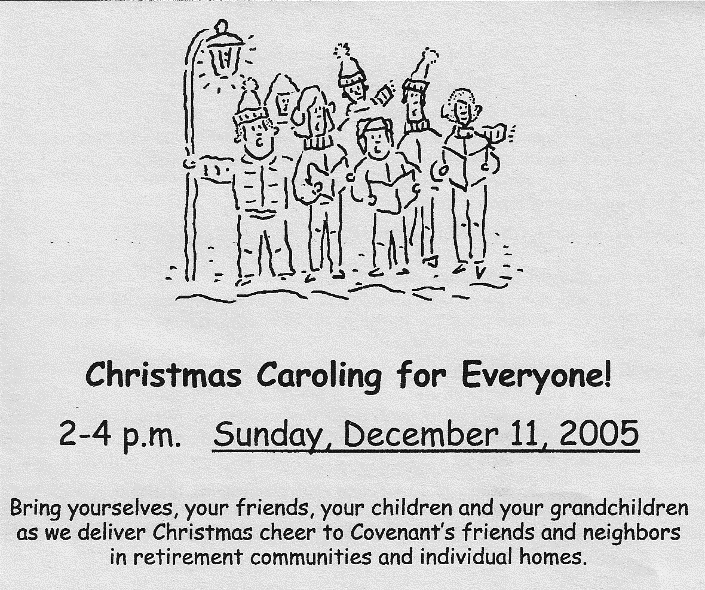 Christmas Caroling for Everyone!
2-4 p.m. Sunday, December 11, 2005
Bring yourselves, your friends, your children and your grandchildren
as we deliver Christmas cheer to Covenant's friends and neighbors
in retirement communities and individual homes.